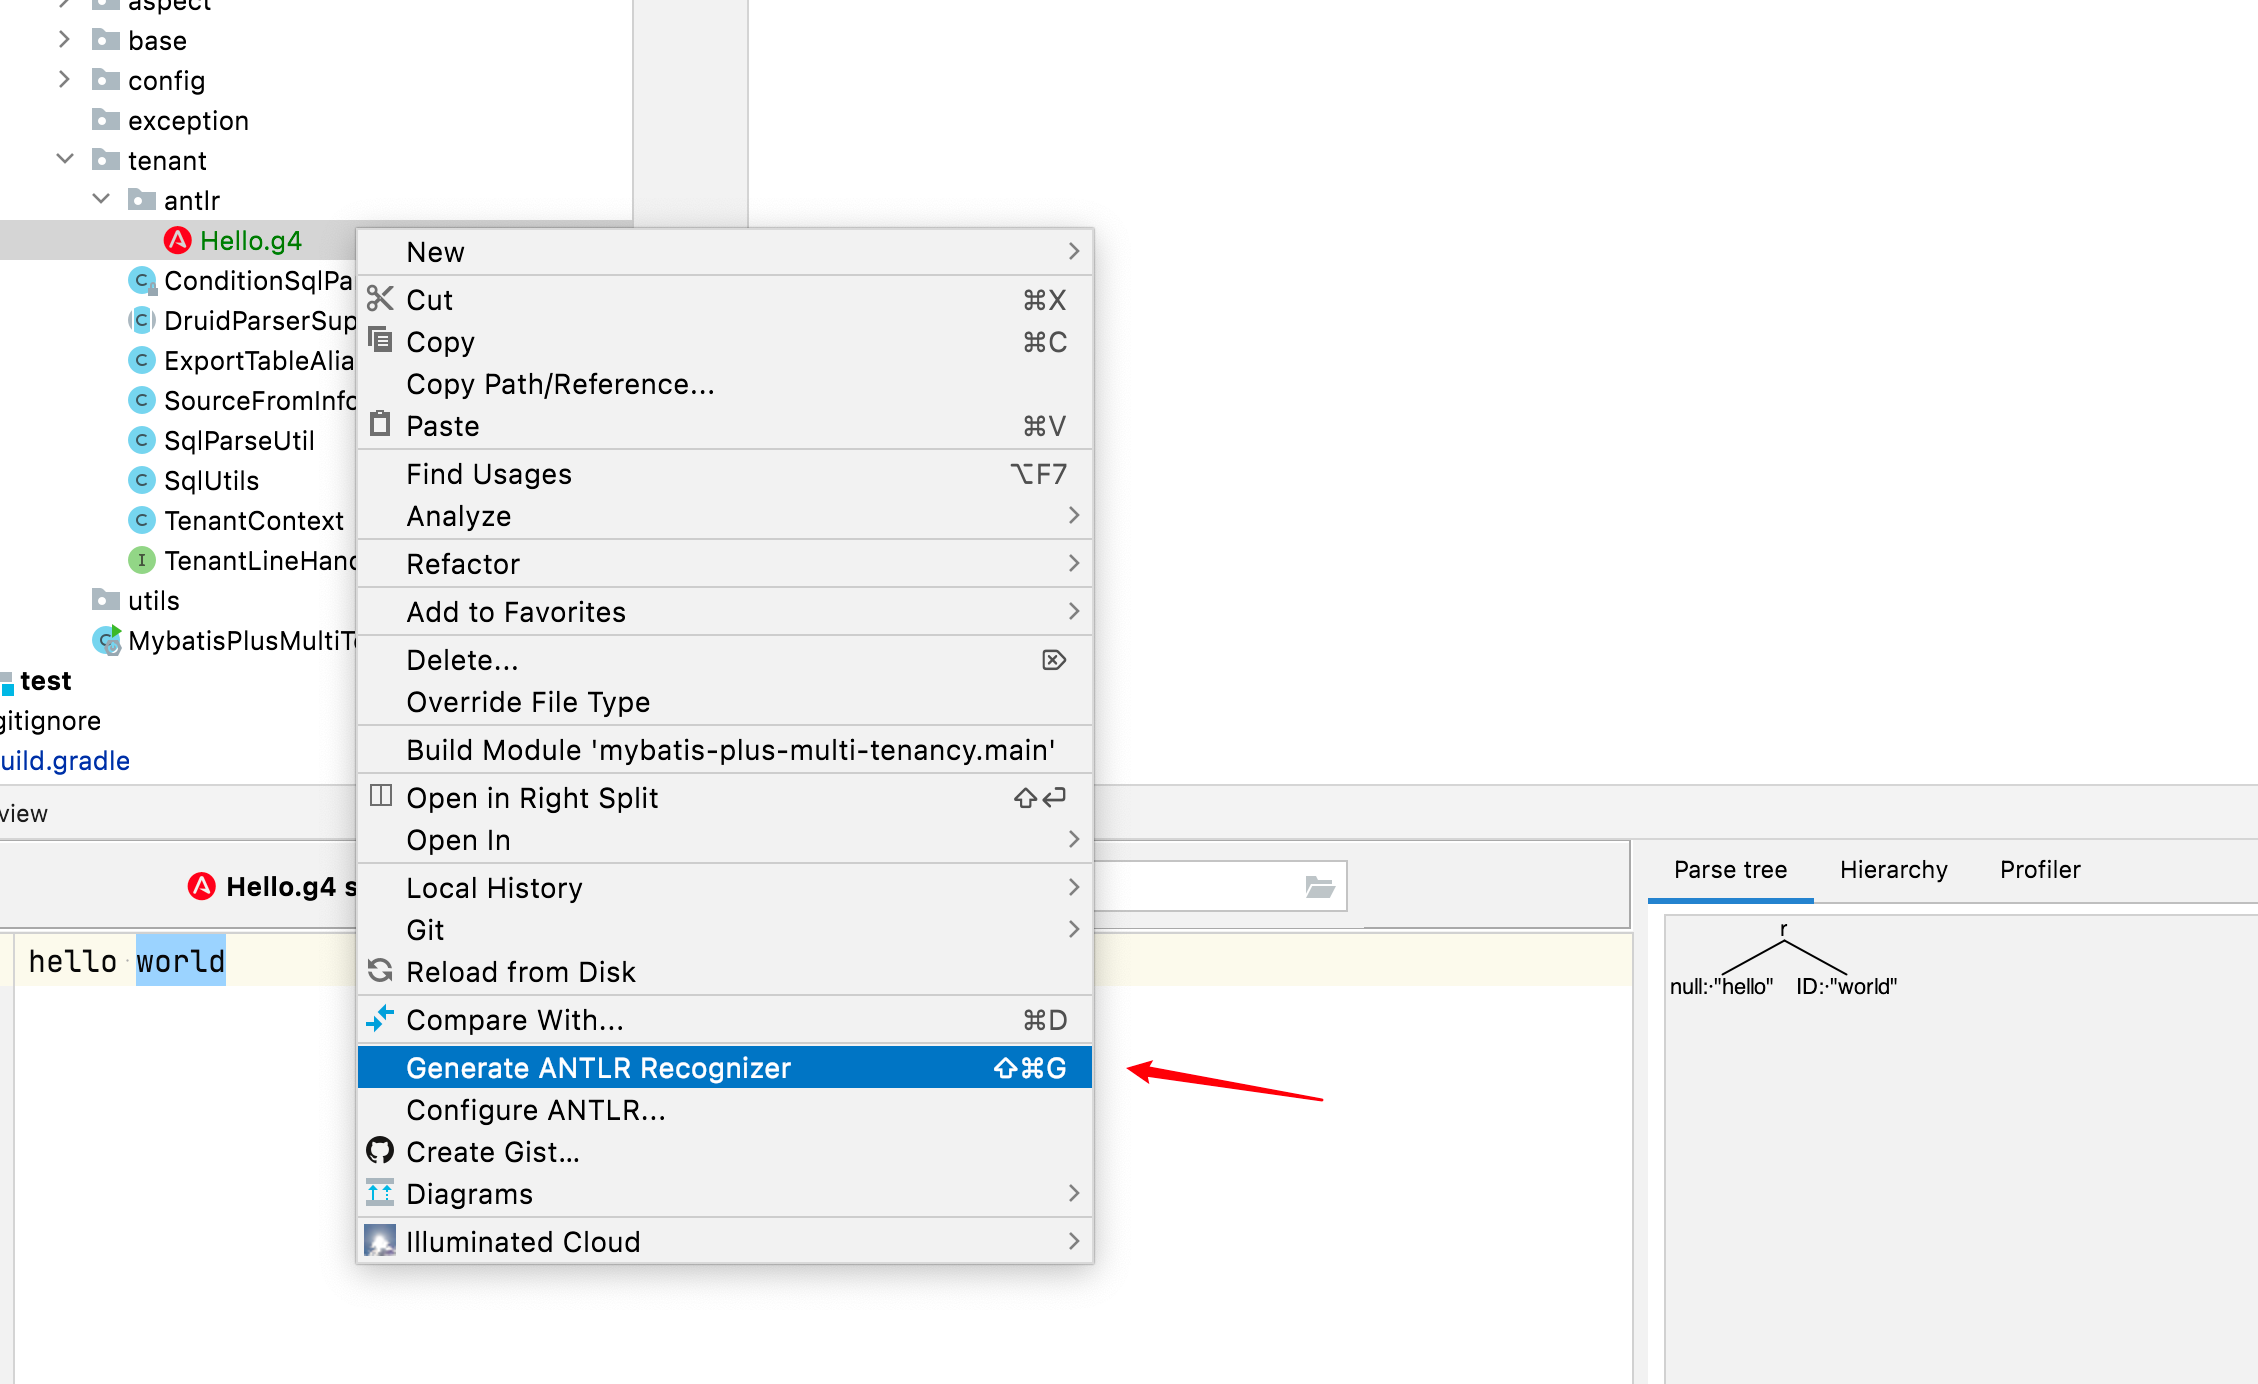 aspect
base
config
exception
tenant
antlr
Hello.g4
ConditionSqlPa
DruidParserSup
ExportTableAlia
SourceFromInfo
SqlParseUtil
SqlUtils
TenantContext
TenantLineHand
utils
MybatisPlusMultiTe
test
gitignore
uild.gradle
New
Cut ⌘X
Copy ⌘C
Copy Path/Reference...
Paste ⌘V
Find Usages ⌥F7
Analyze
Refactor
Add to Favorites
Delete... ⌦
Override File Type
Build Module 'mybatis-plus-multi-tenancy.main'
Open in Right Split ⇧↩
Open In
Local History
Git
Reload from Disk
Compare With... ⌘D
Generate ANTLR Recognizer ⇧⌘G
Configure ANTLR...
Create Gist...
Diagrams
Illuminated Cloud
view
Hello.g4 s
hello world
Parse tree Hierarchy Profiler
r
null:·"hello" ID:·"world"